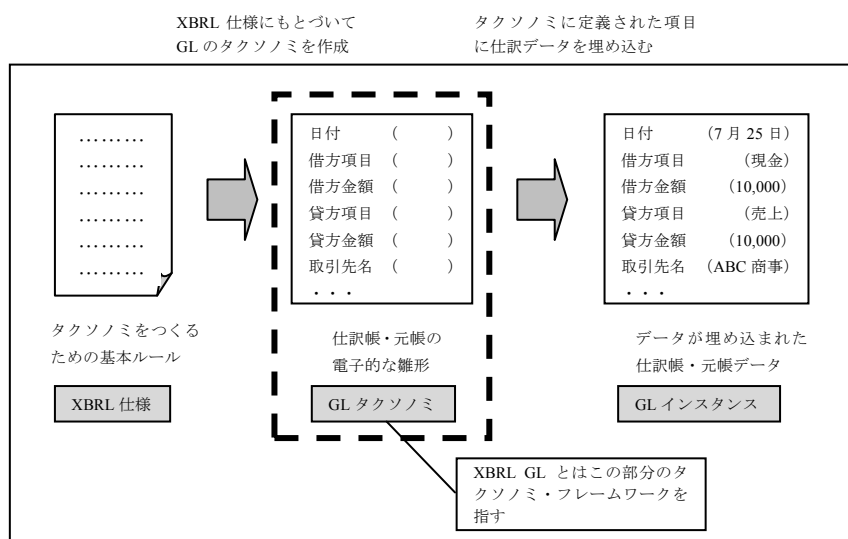 XBRL 仕様にもとづいて
GL のタクソノミを作成
タクソノミに定義された項目
に仕訳データを埋め込む
………
………
………
………
………
………
タクソノミをつくる
ための基本ルール
XBRL 仕様
日付 （ ）
借方項目 （ ）
借方金額 （ ）
貸方項目 （ ）
貸方金額 （ ）
取引先名 （ ）
・・・
仕訳帳・元帳の
電子的な雛形
GL タクソノミ
日付 （7 月 25 日）
借方項目 （現金）
借方金額 （10,000）
貸方項目 （売上）
貸方金額 （10,000）
取引先名 （ABC 商事）
・・・
データが埋め込まれた
仕訳帳・元帳データ
GL インスタンス
XBRL GL とはこの部分のタ
クソノミ・フレームワークを
指す